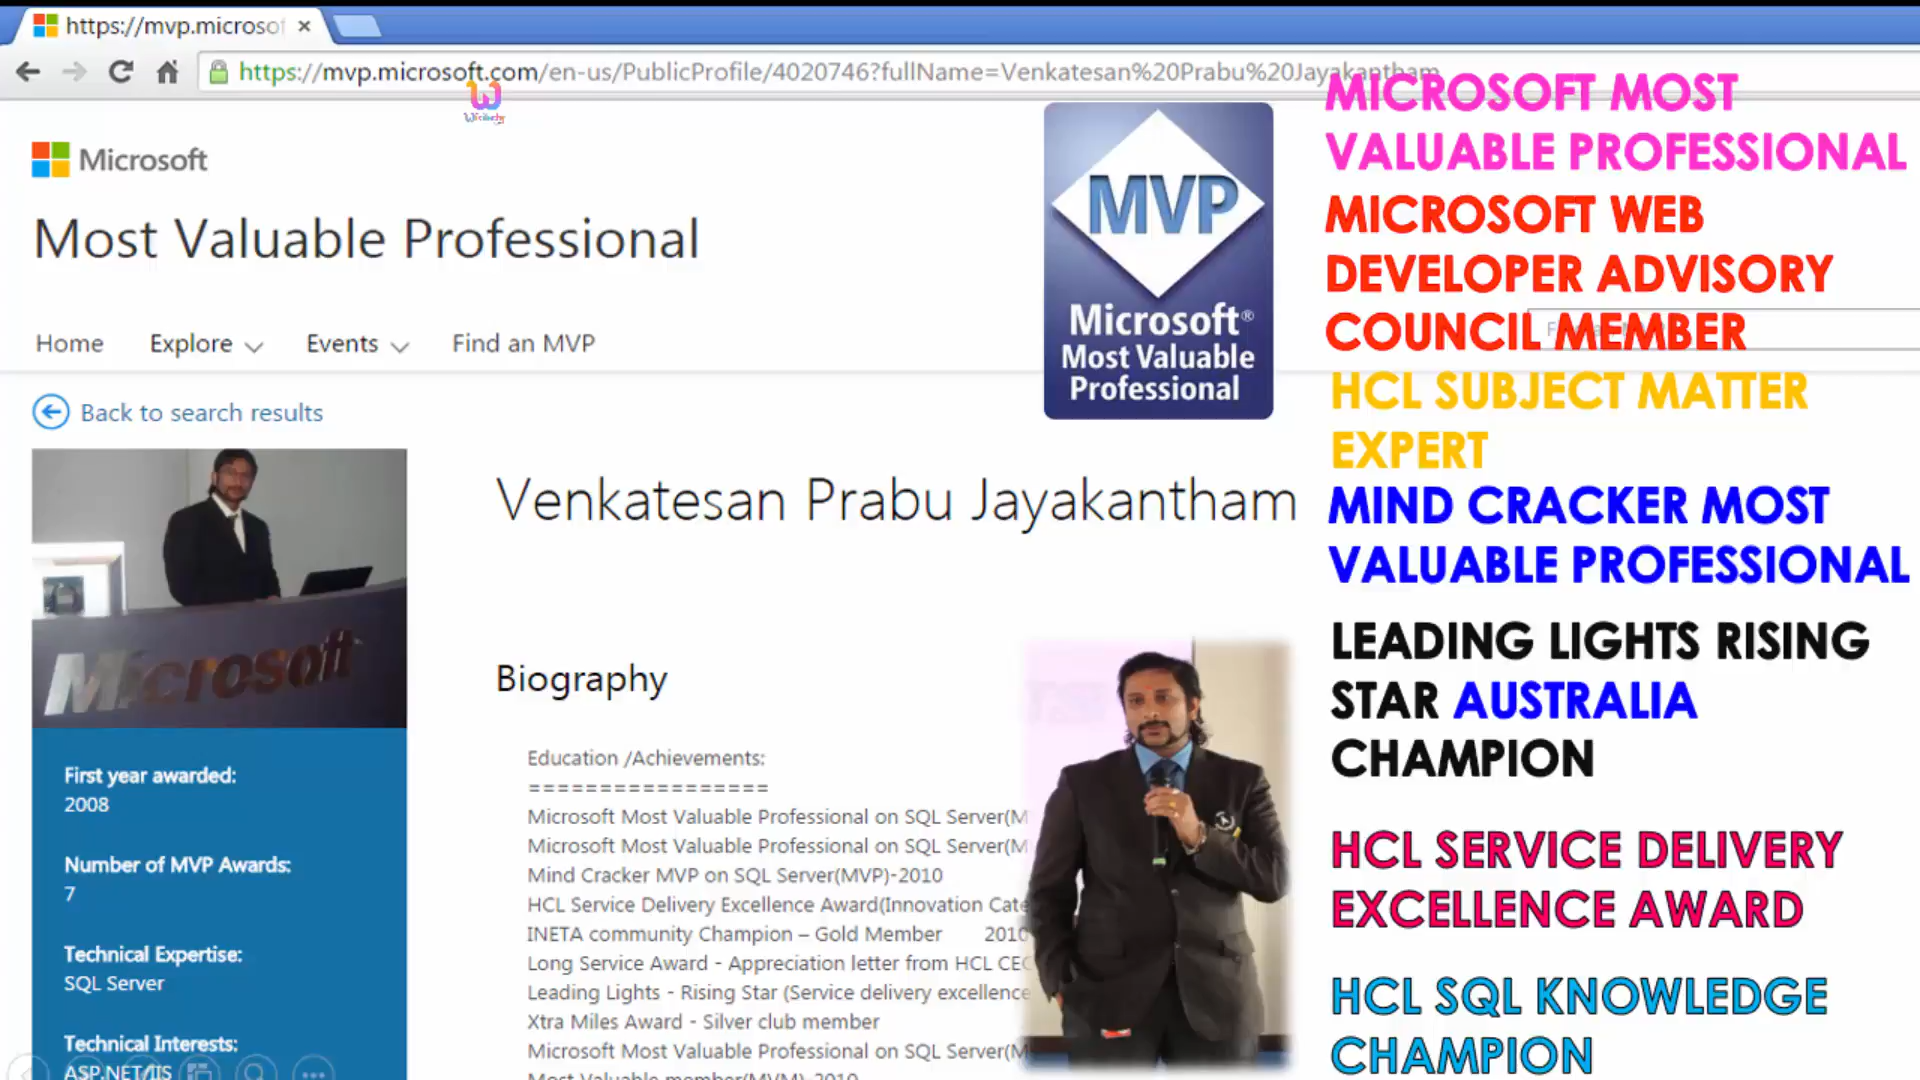 https://mvp.microsof
https://mvp.microsoft.com/en-us/PublicProfile/4020746?fullName=Venkatesan%20Prabu%20Jayakantham
Microsoft
Most Valuable Professional
Home Explore Events Find an MVP
Back to search results
MVP
Microsoft®
Most Valuable
Professional
Microsoft
First year awarded:
2008
Number of MVP Awards:
7
Technical Expertise:
SQL Server
Technical Interests:
ASP.NET/IIS
Venkatesan Prabu Jayakantham
Biography
Education /Achievements:
=================
Microsoft Most Valuable Professional on SQL Server(M
Microsoft Most Valuable Professional on SQL Server(M
Mind Cracker MVP on SQL Server(MVP)-2010
HCL Service Delivery Excellence Award(Innovation Cate
INETA community Champion – Gold Member 2010
Long Service Award - Appreciation letter from HCL CEO
Leading Lights - Rising Star (Service delivery excellence
Xtra Miles Award - Silver club member
Microsoft Most Valuable Professional on SQL Server(M
Most Valuable member(MVM)-2010
MICROSOFT MOST
VALUABLE PROFESSIONAL
MICROSOFT WEB
DEVELOPER ADVISORY
COUNCIL MEMBER
HCL SUBJECT MATTER
EXPERT
MIND CRACKER MOST
VALUABLE PROFESSIONAL
LEADING LIGHTS RISING
STAR AUSTRALIA
CHAMPION
HCL SERVICE DELIVERY
EXCELLENCE AWARD
HCL SQL KNOWLEDGE
CHAMPION